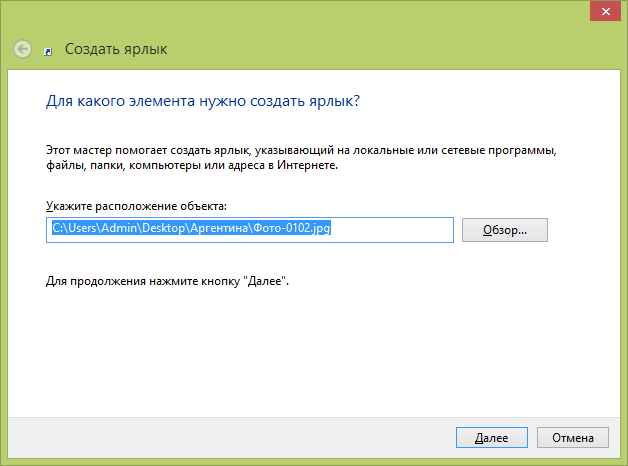 Создать ярлык
Для какого элемента нужно создать ярлык?
Этот мастер помогает создать ярлык, указывающий на локальные или сетевые программы,
файлы, папки, компьютеры или адреса в Интернете.
Укажите расположение объекта:
C:\Users\Admin\Desktop\Аргентина\Фото-0102.jpg
Обзор...
Для продолжения нажмите кнопку "Далее".
Далее
Отмена